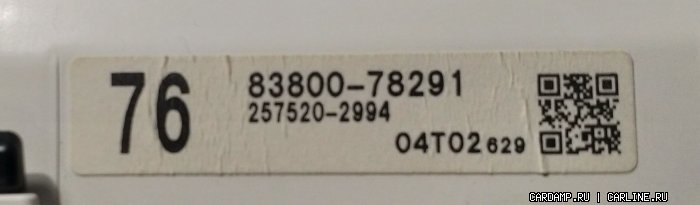 76
83800-78291
257520-2994
04T02 629
CARDAMP.RU | CARLINE.RU